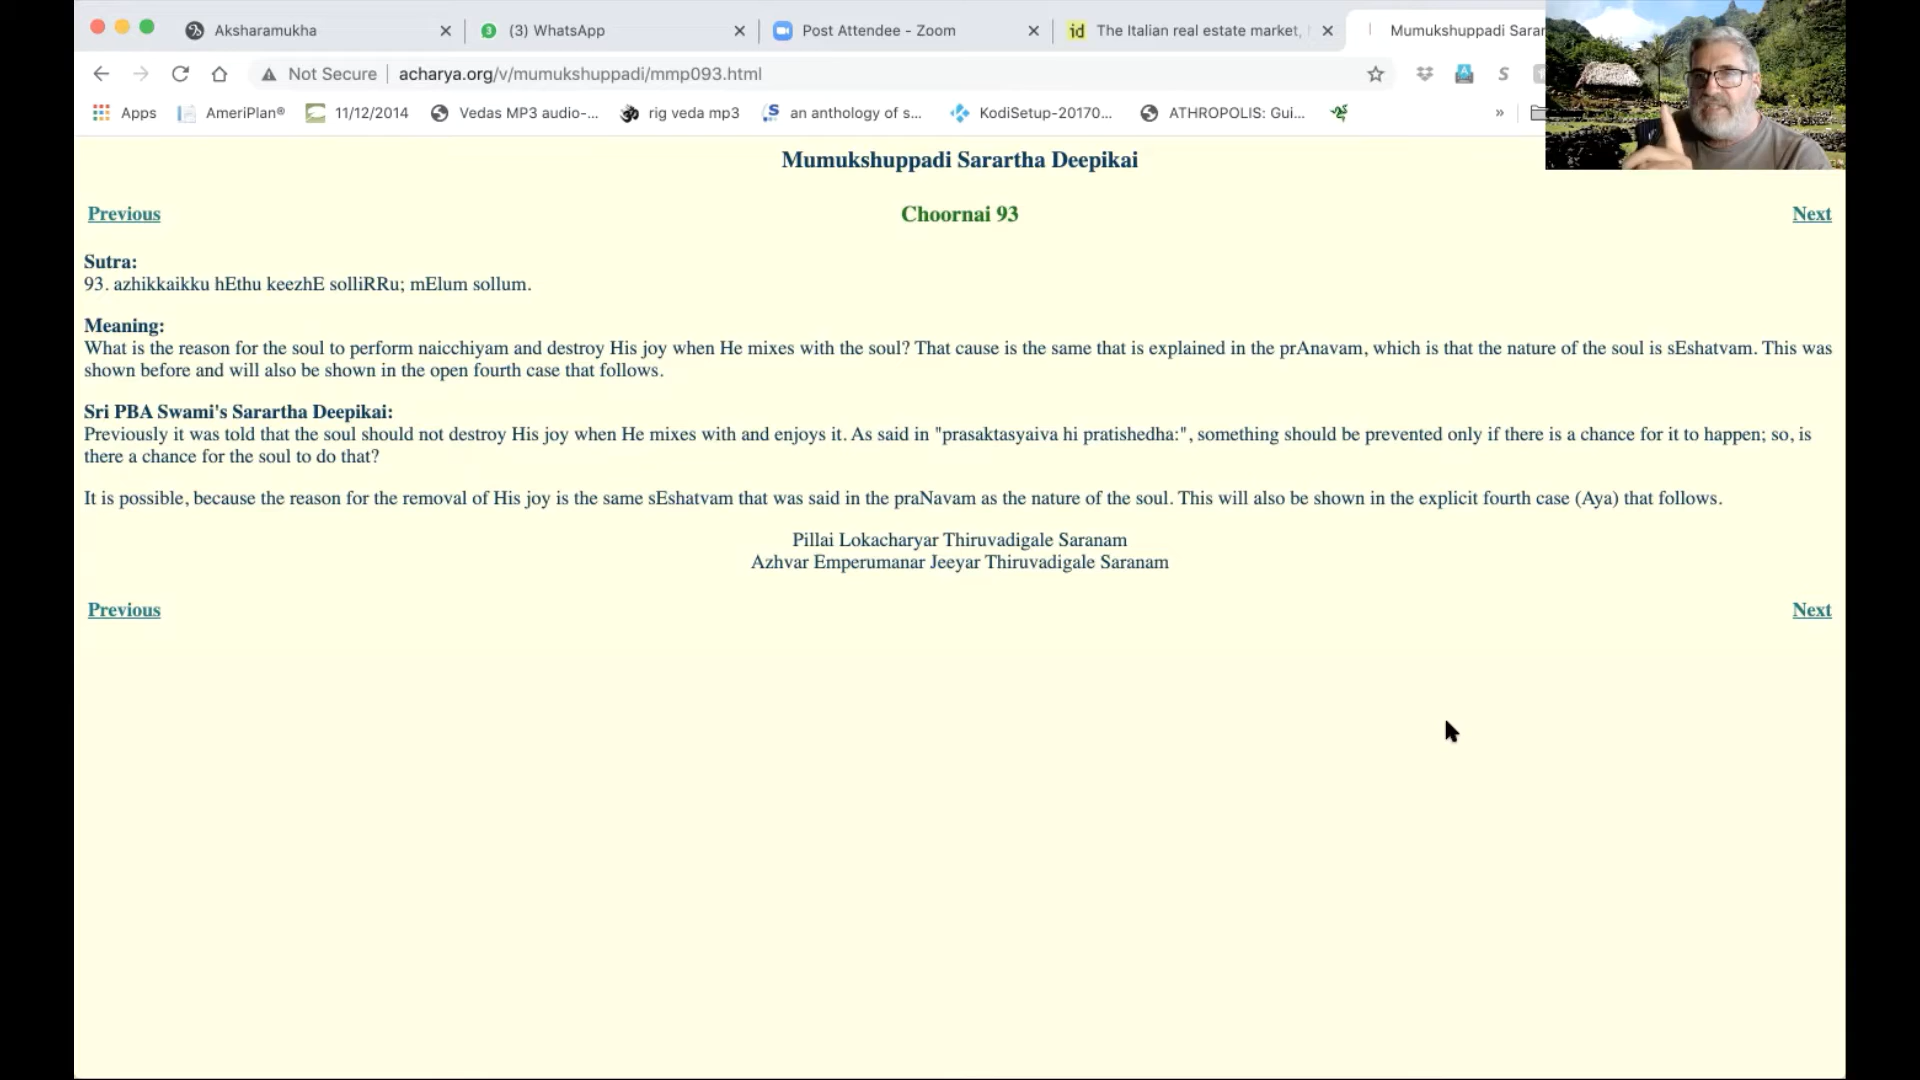 Aksharamukha
(3) WhatsApp
Post Attendee - Zoom
id The Italian real estate market,
Mumukshuppadi Sarar
Not Secure acharya.org/v/mumukshuppadi/mmp093.html
Apps AmeriPlan® 11/12/2014 Vedas MP3 audio-... rig veda mp3 an anthology of s... KodiSetup-20170... ATHROPOLIS: Gui... »
Mumukshuppadi Sarartha Deepikai
Previous Choornai 93 Next
Sutra:
93. azhikkaikku hEthu keezhE solliRRu; mElum sollum.
Meaning:
What is the reason for the soul to perform naicchiyam and destroy His joy when He mixes with the soul? That cause is the same that is explained in the prAnavam, which is that the nature of the soul is sEshatvam. This was
shown before and will also be shown in the open fourth case that follows.
Sri PBA Swami's Sarartha Deepikai:
Previously it was told that the soul should not destroy His joy when He mixes with and enjoys it. As said in "prasaktasyaiva hi pratishedha:", something should be prevented only if there is a chance for it to happen; so, is
there a chance for the soul to do that?
It is possible, because the reason for the removal of His joy is the same sEshatvam that was said in the praNavam as the nature of the soul. This will also be shown in the explicit fourth case (Aya) that follows.
Pillai Lokacharyar Thiruvadigale Saranam
Azhvar Emperumanar Jeeyar Thiruvadigale Saranam
Previous Next